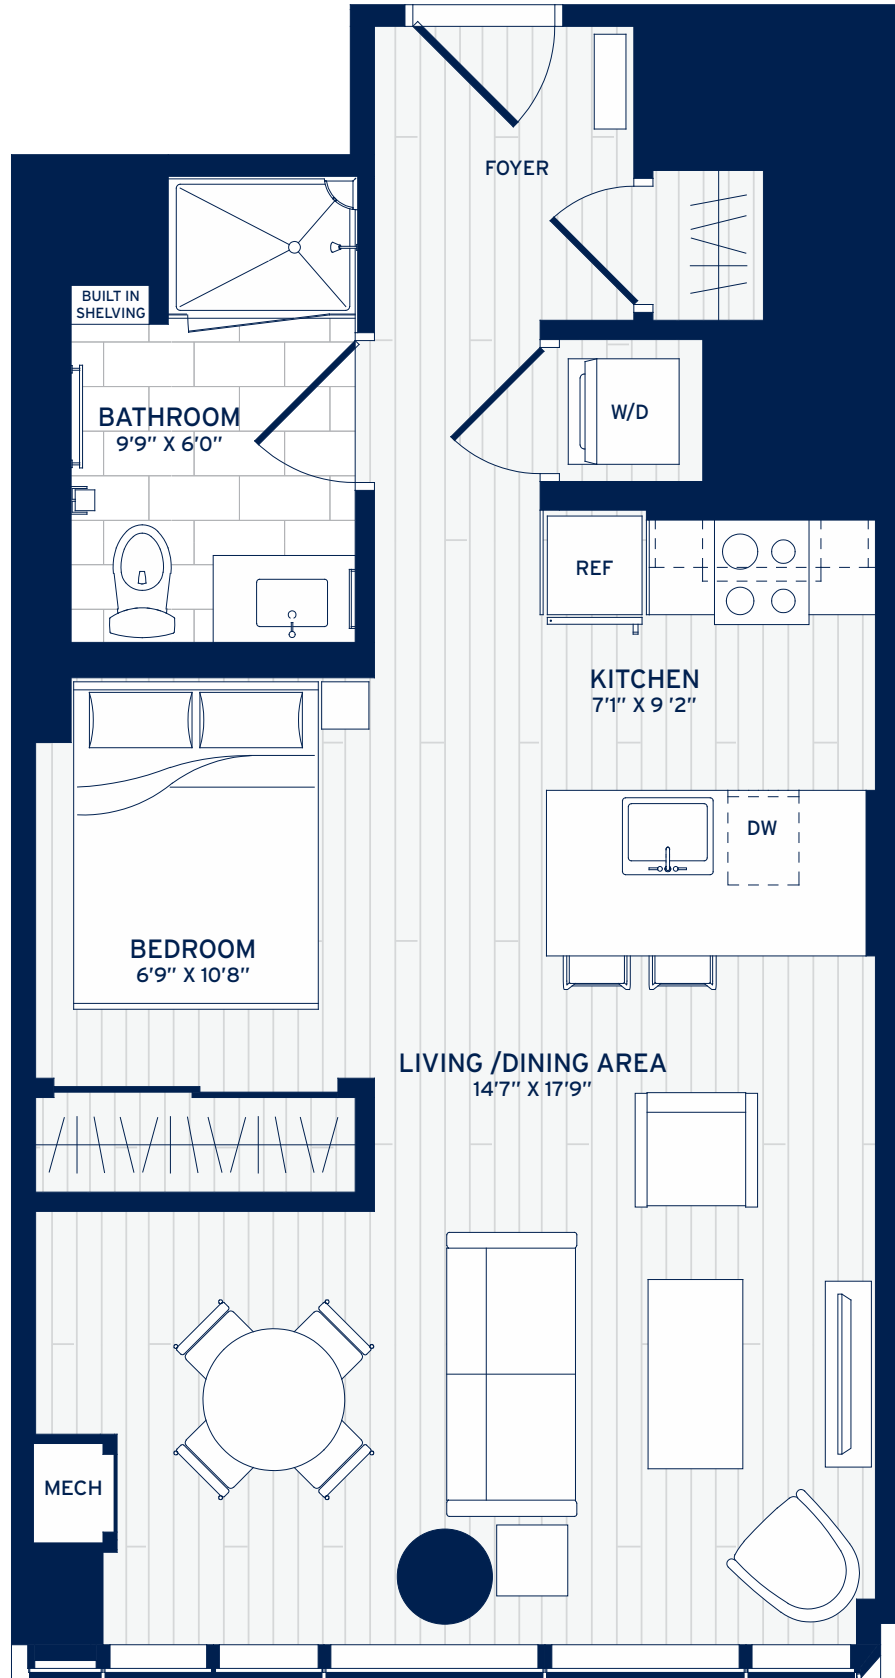 FOYER
BUILT IN
SHELVING
BATHROOM
9'9" X 6'0"
W/D
REF
KITCHEN
7'1" X 9 '2"
DW
BEDROOM
6'9" X 10'8"
LIVING /DINING AREA
14'7" X 17'9"
MECH